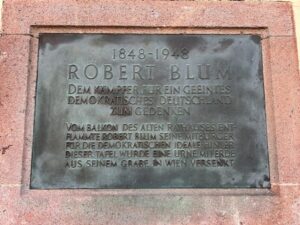 1848-1948
ROBERT BLUM
DEM KÄMPFER FÜR EIN GEEINTES
DEMOKRATISCHES DEUTSCHLAND
ZUM GEDENKEN
VOM BALKON DES ALTEN RATHAUSES ENT-
FLAMMTE ROBERT BLUM SEINE MITBÜRGER
FÜR DIE DEMOKRATISCHEN IDEALE. HINTER
DIESER TAFEL WURDE EINE URNE MIT ERDE
AUS SEINEM GRABE IN WIEN VERSENKT